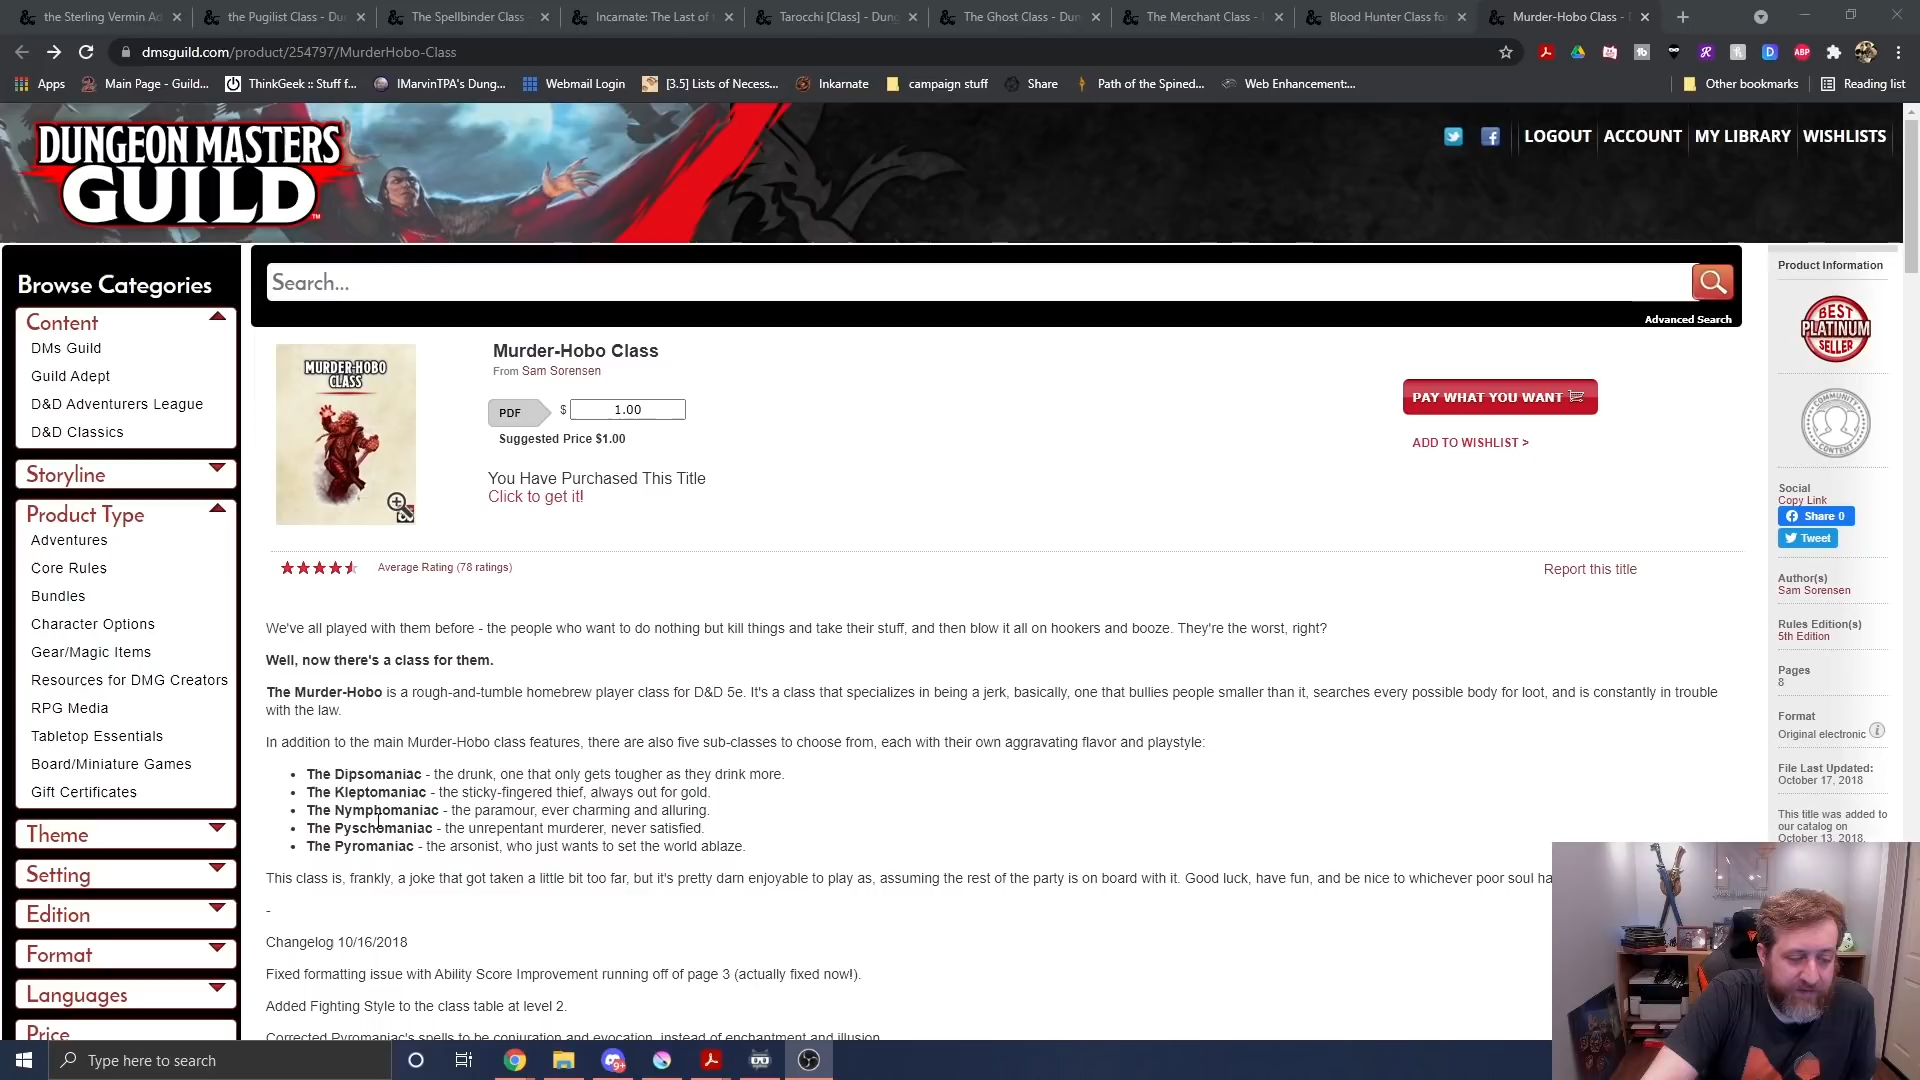 the Sterling Vermin Ad
the Pugilist Class - Du
The Spellbinder Class
Incarnate: The Last of
Tarocchi [Class] - Dung
The Ghost Class - Dun
The Merchant Class -
Blood Hunter Class fo
Murder-Hobo Class -
dmsguild.com/product/254797/MurderHobo-Class
Apps
Main Page - Guild...
ThinkGeek :: Stuff f...
IMarvinTPA's Dung...
Webmail Login
[3.5] Lists of Necess...
Inkarnate
campaign stuff
Share
Path of the Spined...
Web Enhancement...
Other bookmarks
Reading list
DUNGEON MASTERS
GUILD
LOGOUT ACCOUNT MY LIBRARY WISHLISTS
Browse Categories
Content
DMs Guild
Guild Adept
D&D Adventurers League
D&D Classics
Storyline
Product Type
Adventures
Core Rules
Bundles
Character Options
Gear/Magic Items
Resources for DMG Creators
RPG Media
Tabletop Essentials
Board/Miniature Games
Gift Certificates
Theme
Setting
Edition
Format
Languages
Price
Search...
Advanced Search
MURDER-HOBO
CLASS
Murder-Hobo Class
From Sam Sorensen
PDF $ 1.00
Suggested Price $1.00
You Have Purchased This Title
Click to get it!
PAY WHAT YOU WANT
ADD TO WISHLIST >
Average Rating (78 ratings)
Report this title
We've all played with them before - the people who want to do nothing but kill things and take their stuff, and then blow it all on hookers and booze. They're the worst, right?
Well, now there's a class for them.
The Murder-Hobo is a rough-and-tumble homebrew player class for D&D 5e. It's a class that specializes in being a jerk, basically, one that bullies people smaller than it, searches every possible body for loot, and is constantly in trouble
with the law.
In addition to the main Murder-Hobo class features, there are also five sub-classes to choose from, each with their own aggravating flavor and playstyle:
• The Dipsomaniac - the drunk, one that only gets tougher as they drink more.
• The Kleptomaniac - the sticky-fingered thief, always out for gold.
• The Nymphomaniac - the paramour, ever charming and alluring.
• The Pyschomaniac - the unrepentant murderer, never satisfied.
• The Pyromaniac - the arsonist, who just wants to set the world ablaze.
This class is, frankly, a joke that got taken a little bit too far, but it's pretty darn enjoyable to play as, assuming the rest of the party is on board with it. Good luck, have fun, and be nice to whichever poor soul ha
-
Changelog 10/16/2018
Fixed formatting issue with Ability Score Improvement running off of page 3 (actually fixed now!).
Added Fighting Style to the class table at level 2.
Corrected Pyromaniac's spells to be conjuration and evocation, instead of enchantment and illusion
Product Information
BEST
PLATINUM
SELLER
COMMUNITY
CONTENT
Social
Copy Link
Share 0
Tweet
Author(s)
Sam Sorensen
Rules Edition(s)
5th Edition
Pages
8
Format
Original electronic
File Last Updated:
October 17, 2018
This title was added to
our catalog on
October 13, 2018.
Type here to search